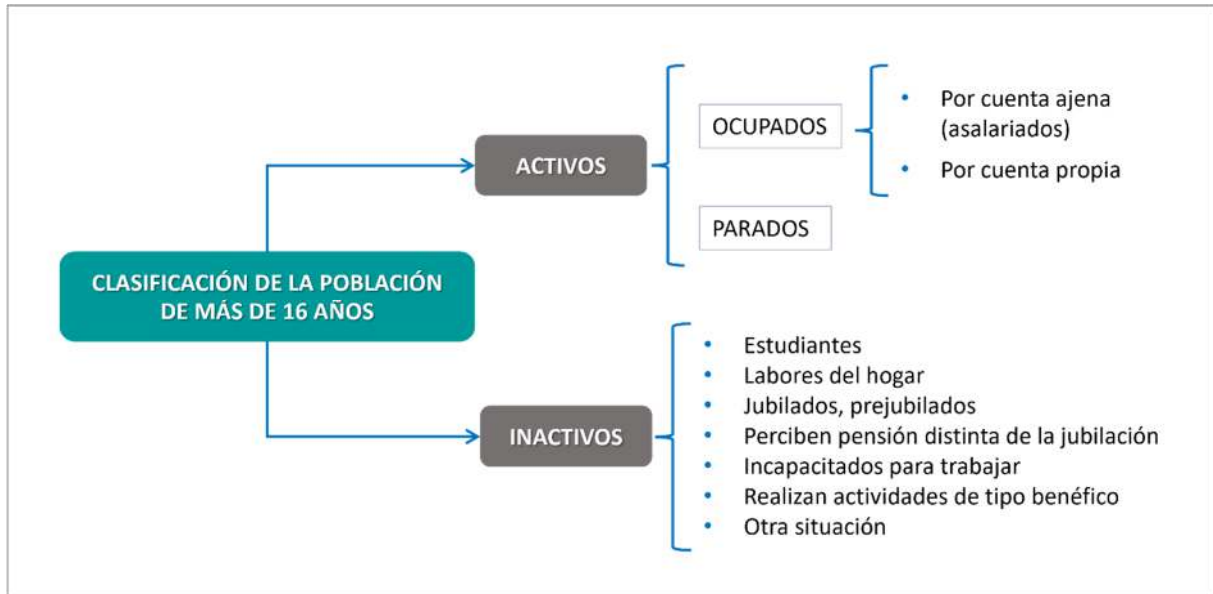 CLASIFICACIÓN DE LA POBLACIÓN
DE MÁS DE 16 AÑOS
ACTIVOS
OCUPADOS
• Por cuenta ajena
(asalariados)
• Por cuenta propia
PARADOS
INACTIVOS
• Estudiantes
• Labores del hogar
• Jubilados, prejubilados
• Perciben pensión distinta de la jubilación
• Incapacitados para trabajar
• Realizan actividades de tipo benéfico
• Otra situación